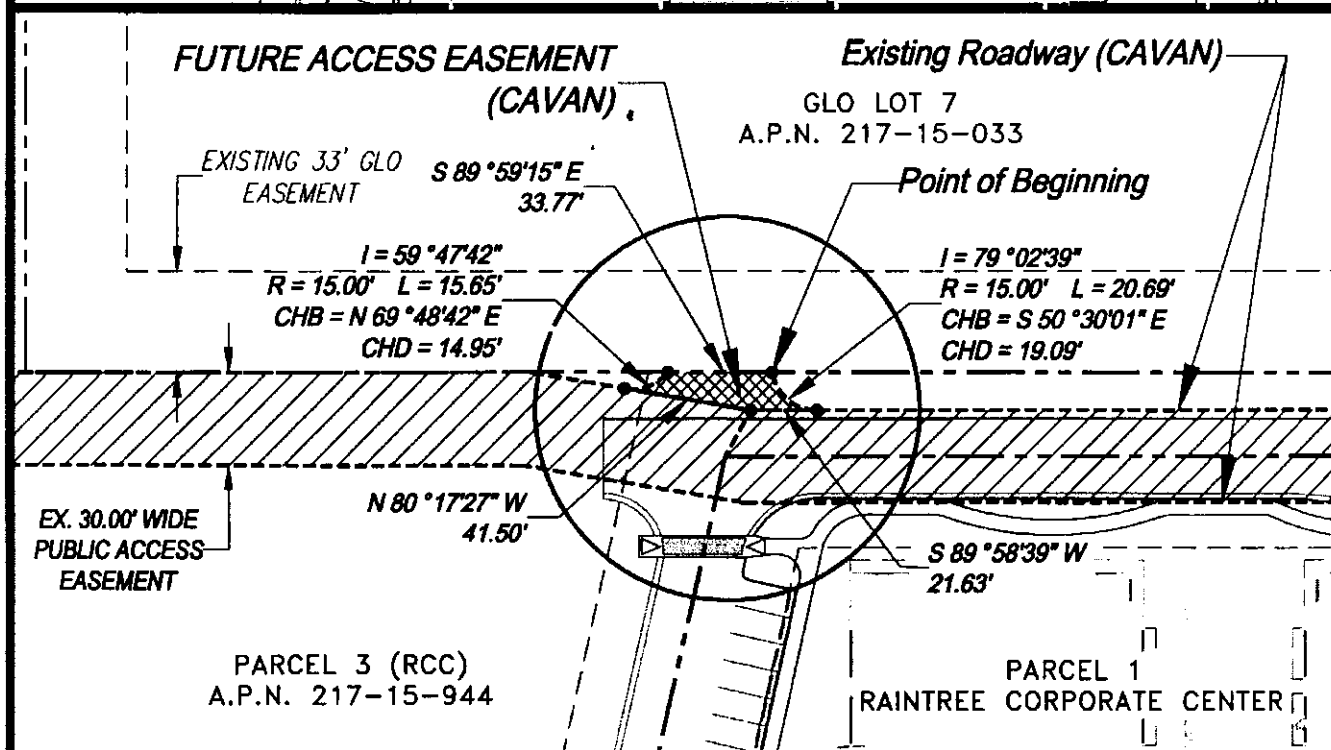 FUTURE ACCESS EASEMENT
(CAVAN)
Existing Roadway (CAVAN)
GLO LOT 7
A.P.N. 217-15-033
EXISTING 33' GLO
EASEMENT
S 89 °59'15" E
33.77'
Point of Beginning
I = 59 °47'42"
R = 15.00' L = 15.65'
CHB = N 69 °48'42" E
CHD = 14.95'
I = 79 °02'39"
R = 15.00' L = 20.69'
CHB = S 50 °30'01" E
CHD = 19.09'
N 80 °17'27" W
41.50'
EX. 30.00' WIDE
PUBLIC ACCESS
EASEMENT
S 89 °58'39" W
21.63'
PARCEL 3 (RCC)
A.P.N. 217-15-944
PARCEL 1
RAINTREE CORPORATE CENTER